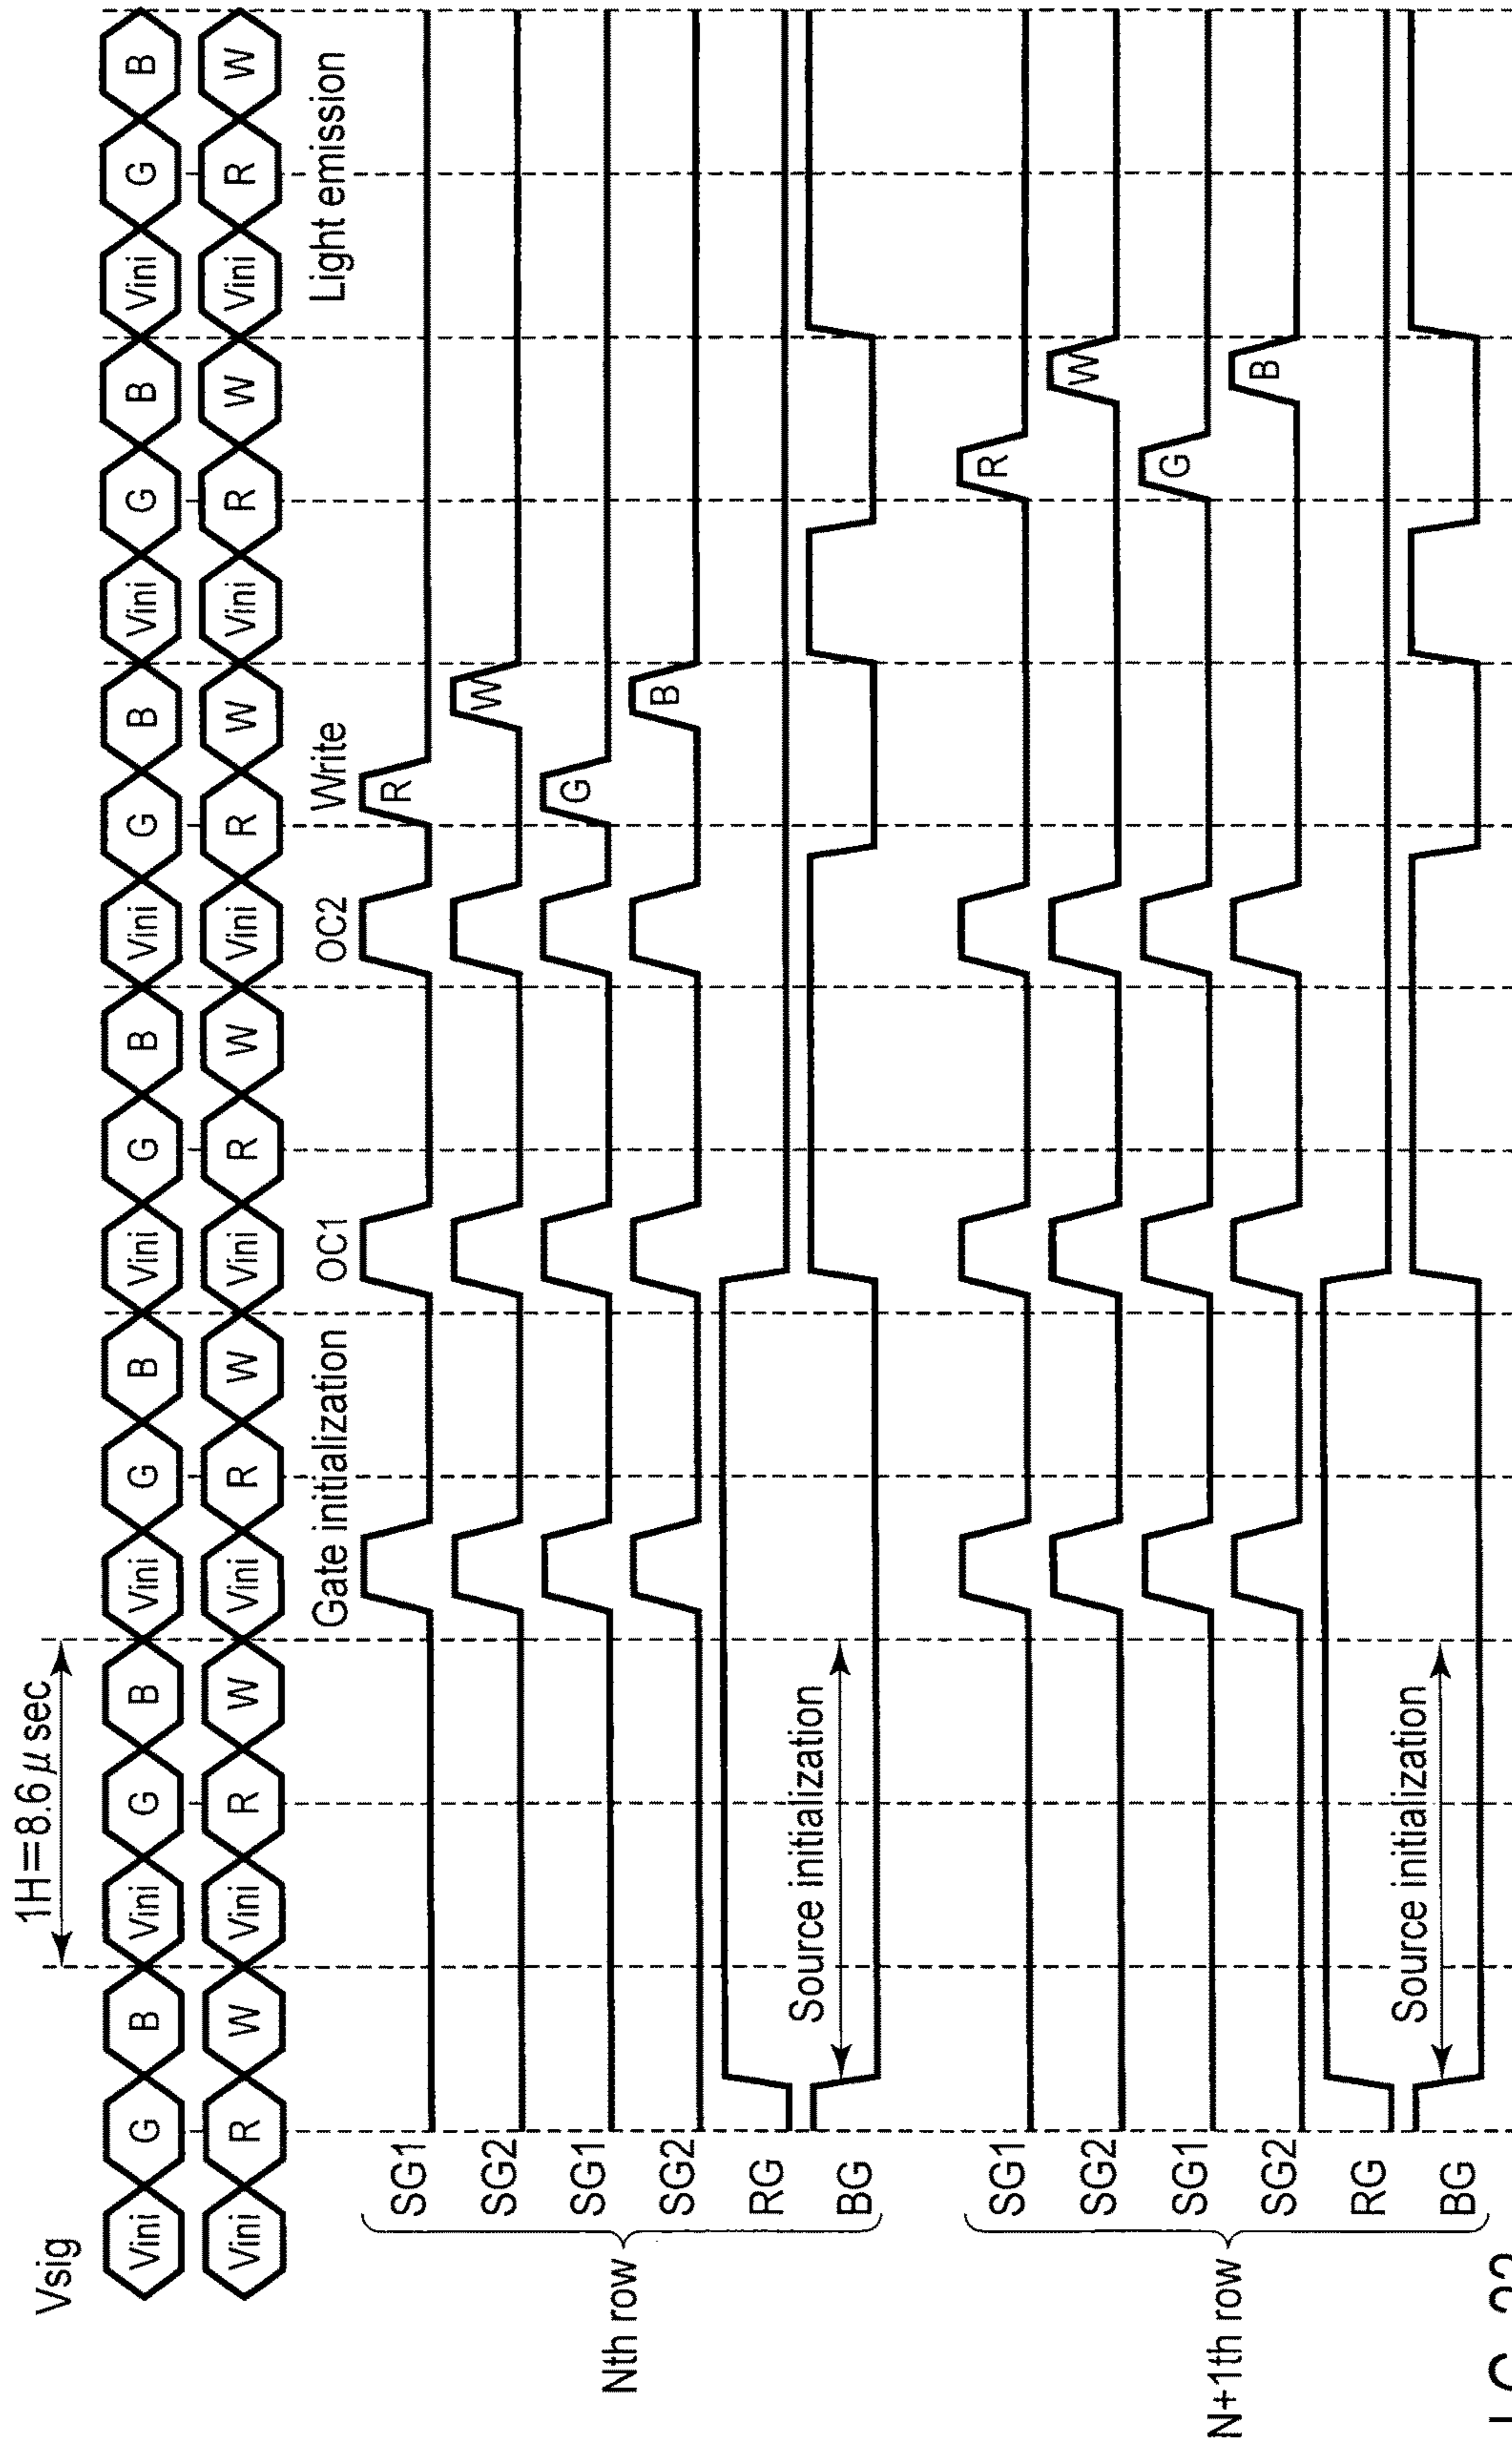 1H=8.6μsec
Vsig
Vini G B Vini G B Vini G B Vini G B Vini G B Vini G B Vini G B
Vini R W Vini R W Vini R W Vini R W Vini R W Vini R W Vini R W
Gate initialization OC1 OC2 Write Light emission
Nth row
SG1 R
SG2 W
SG1 G
SG2 B
RG
Source initialization
BG
N+1th row
SG1 R
SG2 W
SG1 G
SG2 B
RG
Source initialization
BG